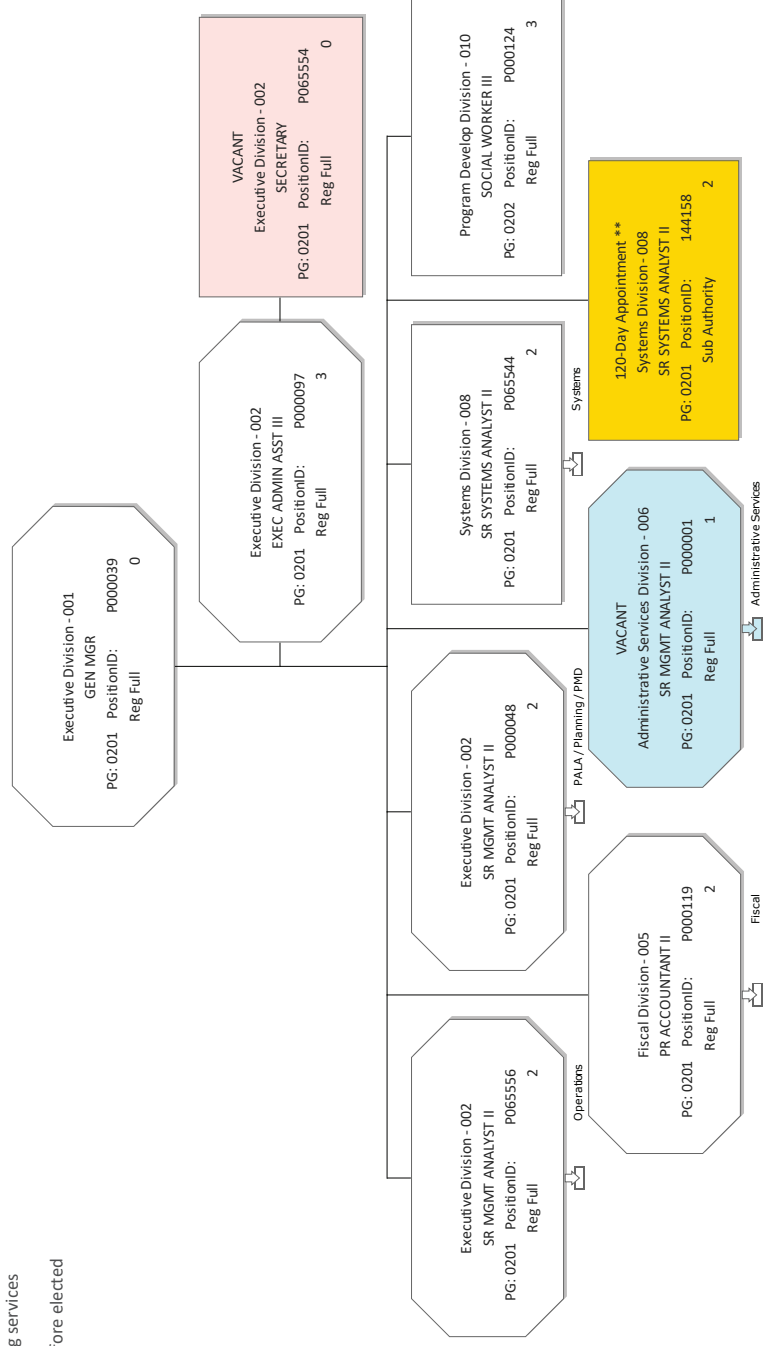 g services
fore elected
Executive Division - 001
GEN MGR
PG: 0201 PositionID: P000039
Reg Full 0
Executive Division - 002
EXEC ADMIN ASST III
PG: 0201 PositionID: P000097
Reg Full 3
VACANT
Executive Division - 002
SECRETARY
PG: 0201 PositionID: P065554
Reg Full 0
Executive Division - 002
SR MGMT ANALYST II
PG: 0201 PositionID: P065556
Reg Full 2
Operations
Executive Division - 002
SR MGMT ANALYST II
PG: 0201 PositionID: P000048
Reg Full 2
PALA / Planning / PMD
Systems Division - 008
SR SYSTEMS ANALYST II
PG: 0201 PositionID: P065544
Reg Full 2
Systems
Program Develop Division - 010
SOCIAL WORKER III
PG: 0202 PositionID: P000124
Reg Full 3
Fiscal Division - 005
PR ACCOUNTANT II
PG: 0201 PositionID: P000119
Reg Full 2
Fiscal
VACANT
Administrative Services Division - 006
SR MGMT ANALYST II
PG: 0201 PositionID: P000001
Reg Full 1
Administrative Services
120-Day Appointment **
Systems Division - 008
SR SYSTEMS ANALYST II
PG: 0201 PositionID: 144158
Sub Authority 2